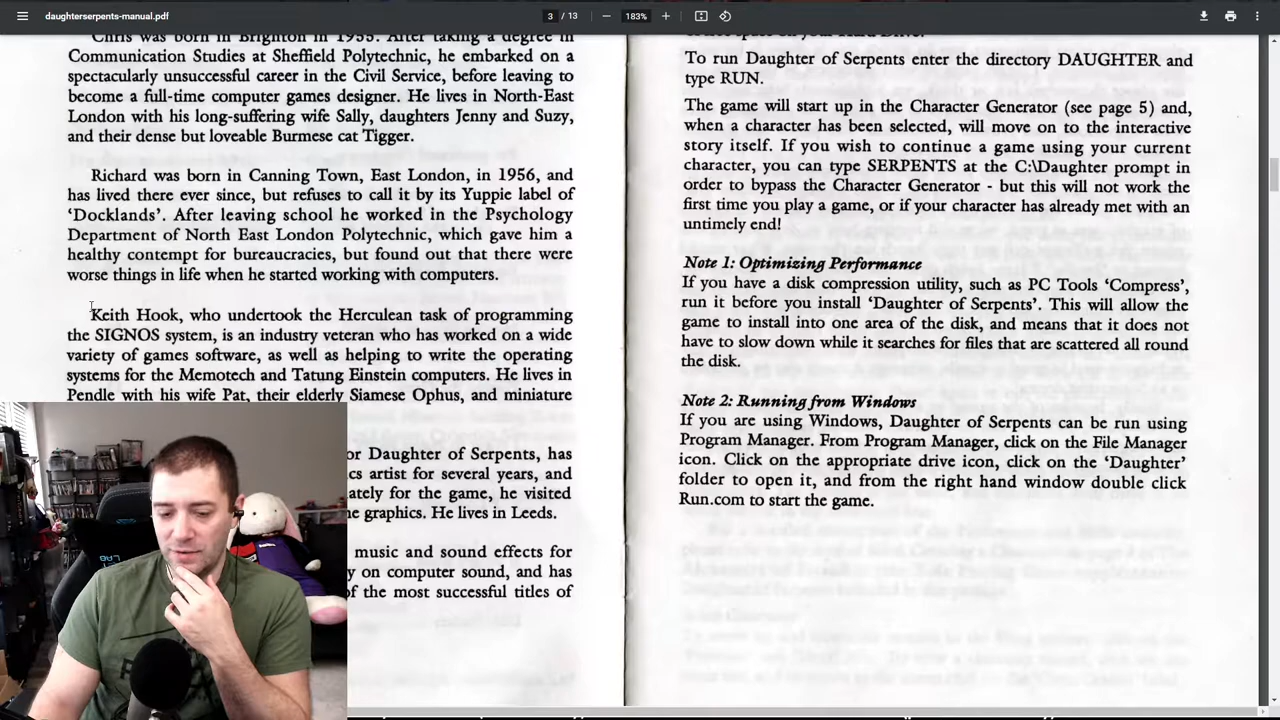 daughterserpents-manual.pdf
3 / 13
183%
Chris was born in Brighton in 1955. After taking a degree in
Communication Studies at Sheffield Polytechnic, he embarked on a
spectacularly unsuccessful career in the Civil Service, before leaving to
become a full-time computer games designer. He lives in North-East
London with his long-suffering wife Sally, daughters Jenny and Suzy,
and their dense but loveable Burmese cat Tigger.
Richard was born in Canning Town, East London, in 1956, and
has lived there ever since, but refuses to call it by its Yuppie label of
‘Docklands’. After leaving school he worked in the Psychology
Department of North East London Polytechnic, which gave him a
healthy contempt for bureaucracies, but found out that there were
worse things in life when he started working with computers.
Keith Hook, who undertook the Herculean task of programming
the SIGNOS system, is an industry veteran who has worked on a wide
variety of games software, as well as helping to write the operating
systems for the Memotech and Tatung Einstein computers. He lives in
Pendle with his wife Pat, their elderly Siamese Ophus, and miniature
or Daughter of Serpents, has
cs artist for several years, and
ately for the game, he visited
e graphics. He lives in Leeds.
music and sound effects for
y on computer sound, and has
of the most successful titles of
To run Daughter of Serpents enter the directory DAUGHTER and
type RUN.
The game will start up in the Character Generator (see page 5) and,
when a character has been selected, will move on to the interactive
story itself. If you wish to continue a game using your current
character, you can type SERPENTS at the C:\Daughter prompt in
order to bypass the Character Generator - but this will not work the
first time you play a game, or if your character has already met with an
untimely end!
Note 1: Optimizing Performance
If you have a disk compression utility, such as PC Tools ‘Compress’,
run it before you install ‘Daughter of Serpents’. This will allow the
game to install into one area of the disk, and means that it does not
have to slow down while it searches for files that are scattered all round
the disk.
Note 2: Running from Windows
If you are using Windows, Daughter of Serpents can be run using
Program Manager. From Program Manager, click on the File Manager
icon. Click on the appropriate drive icon, click on the ‘Daughter’
folder to open it, and from the right hand window double click
Run.com to start the game.